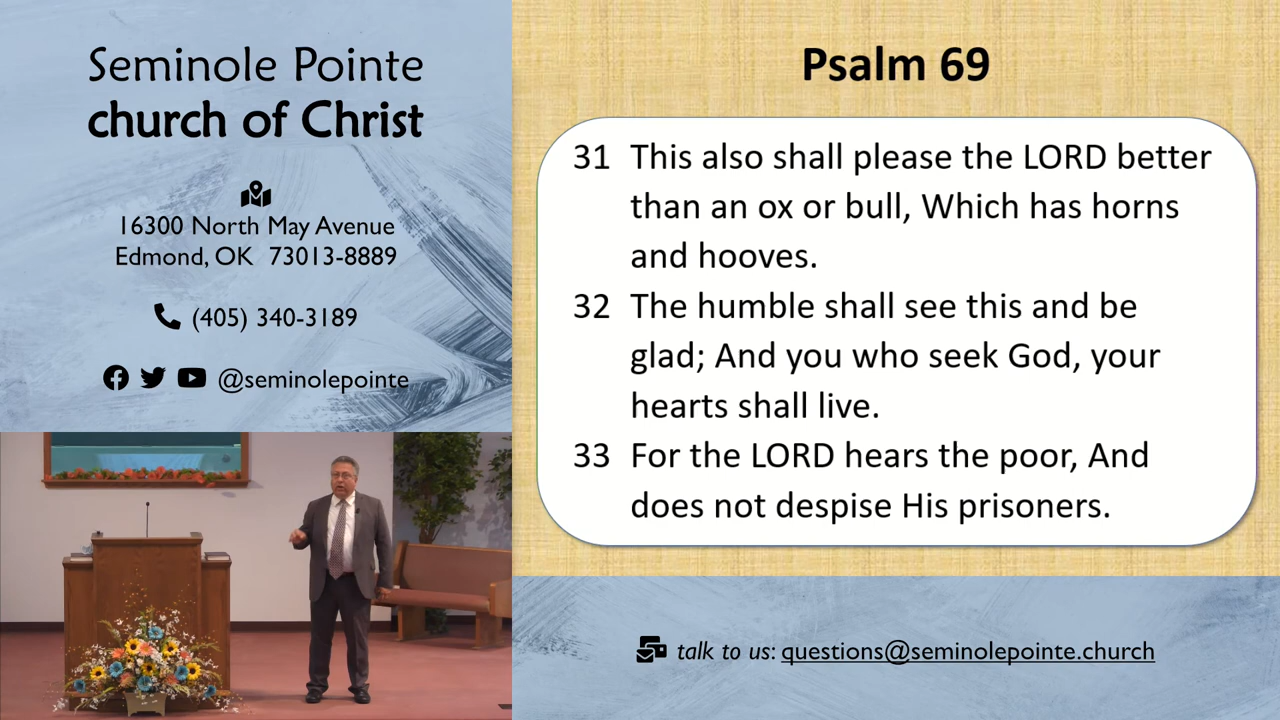 Seminole Pointe
church of Christ
16300 North May Avenue
Edmond, OK 73013-8889
(405) 340-3189
@seminolepointe
Psalm 69
31 This also shall please the LORD better
than an ox or bull, Which has horns
and hooves.
32 The humble shall see this and be
glad; And you who seek God, your
hearts shall live.
33 For the LORD hears the poor, And
does not despise His prisoners.
talk to us: questions@seminolepointe.church